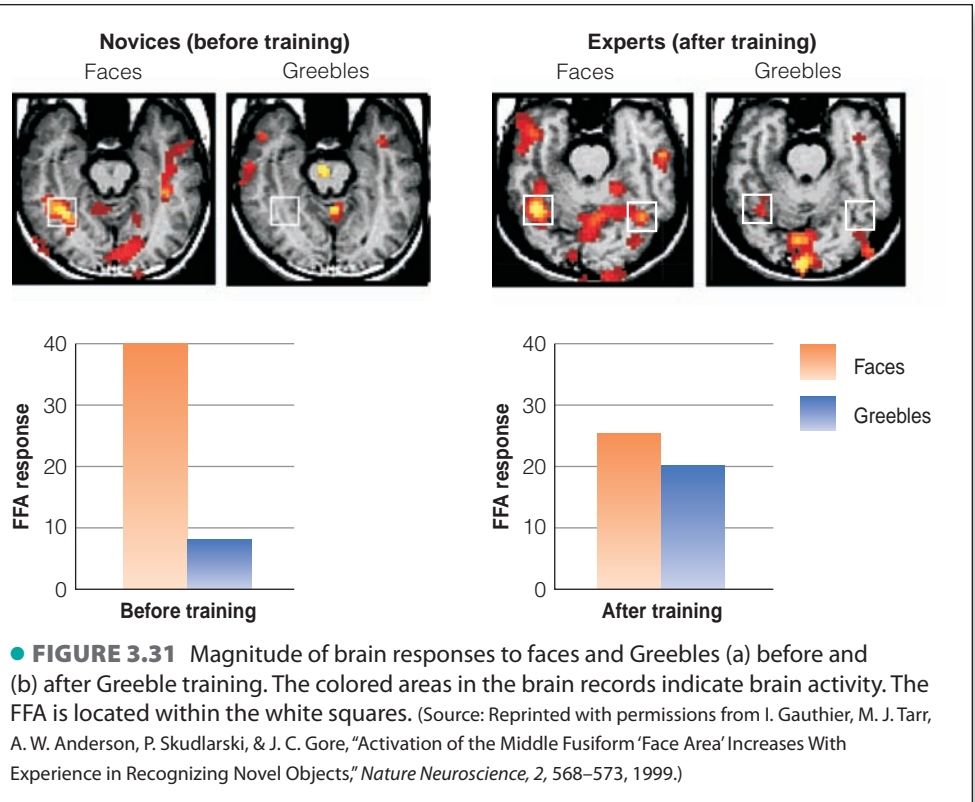 Novices (before training)
Faces Greebles
Experts (after training)
Faces Greebles
FFA response
40
30
20
10
0
Before training
FFA response
40
30
20
10
0
After training
Faces
Greebles
● FIGURE 3.31 Magnitude of brain responses to faces and Greebles (a) before and
(b) after Greeble training. The colored areas in the brain records indicate brain activity. The
FFA is located within the white squares. (Source: Reprinted with permissions from I. Gauthier, M. J. Tarr,
A. W. Anderson, P. Skudlarski, & J. C. Gore, “Activation of the Middle Fusiform ‘Face Area’ Increases With
Experience in Recognizing Novel Objects,” Nature Neuroscience, 2, 568–573, 1999.)